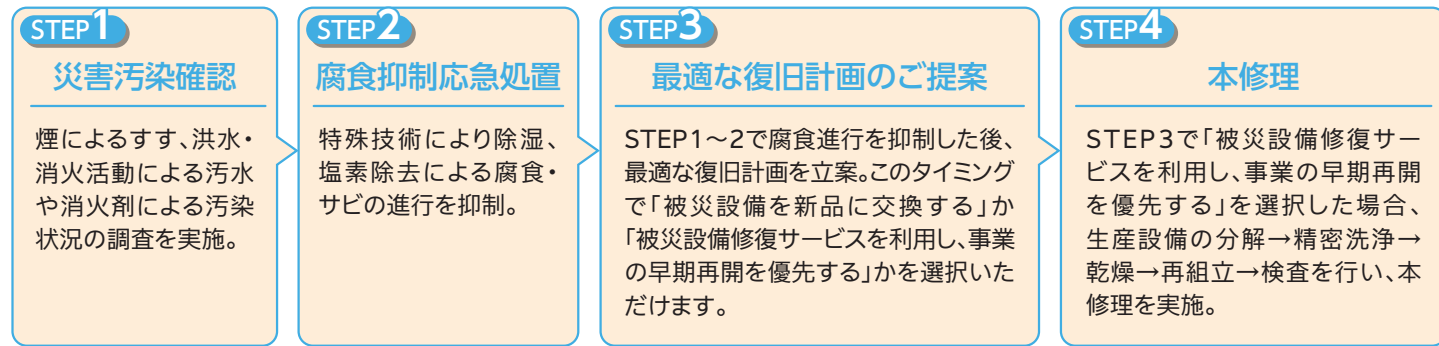 STEP1
災害汚染確認
煙によるすす、洪水・
消火活動による汚水
や消火剤による汚染
状況の調査を実施。
STEP2
腐食抑制応急処置
特殊技術により除湿、
塩素除去による腐食・
サビの進行を抑制。
STEP3
最適な復旧計画のご提案
STEP1～2で腐食進行を抑制した後、
最適な復旧計画を立案。このタイミング
で「被災設備を新品に交換する」か
「被災設備修復サービスを利用し、事業
の早期再開を優先する」かを選択いた
だけます。
STEP4
本修理
STEP3で「被災設備修復サー
ビスを利用し、事業の早期再開
を優先する」を選択した場合、
生産設備の分解→精密洗浄→
乾燥→再組立→検査を行い、本
修理を実施。